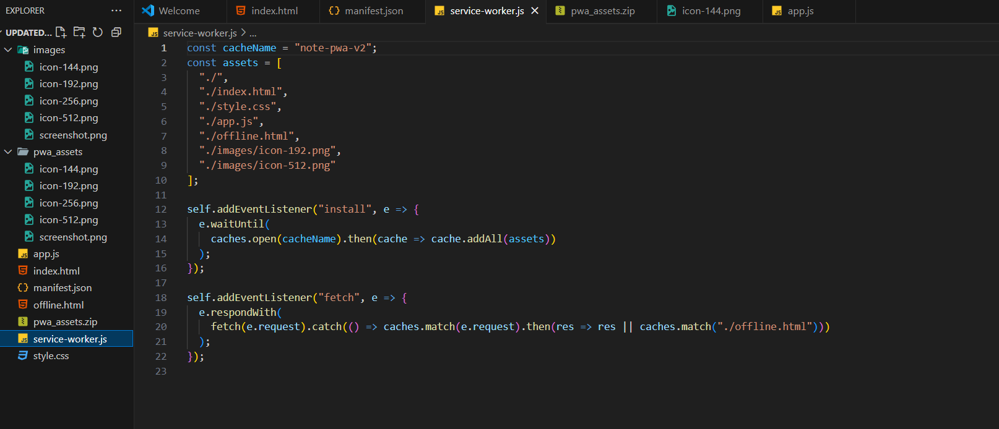 EXPLORER ...
Welcome
index.html
manifest.json
service-worker.js
pwa_assets.zip
icon-144.png
app.js
UPDATED...
service-worker.js > ...
images
icon-144.png
icon-192.png
icon-256.png
icon-512.png
screenshot.png
pwa_assets
icon-144.png
icon-192.png
icon-256.png
icon-512.png
screenshot.png
app.js
index.html
manifest.json
offline.html
pwa_assets.zip
service-worker.js
style.css
1 const cacheName = "note-pwa-v2";
2 const assets = [
3 "./",
4 "./index.html",
5 "./style.css",
6 "./app.js",
7 "./offline.html",
8 "./images/icon-192.png",
9 "./images/icon-512.png"
10 ];
11
12 self.addEventListener("install", e => {
13 e.waitUntil(
14 caches.open(cacheName).then(cache => cache.addAll(assets))
15 );
16 });
17
18 self.addEventListener("fetch", e => {
19 e.respondWith(
20 fetch(e.request).catch(() => caches.match(e.request).then(res => res || caches.match("./offline.html")))
21 );
22 });
23